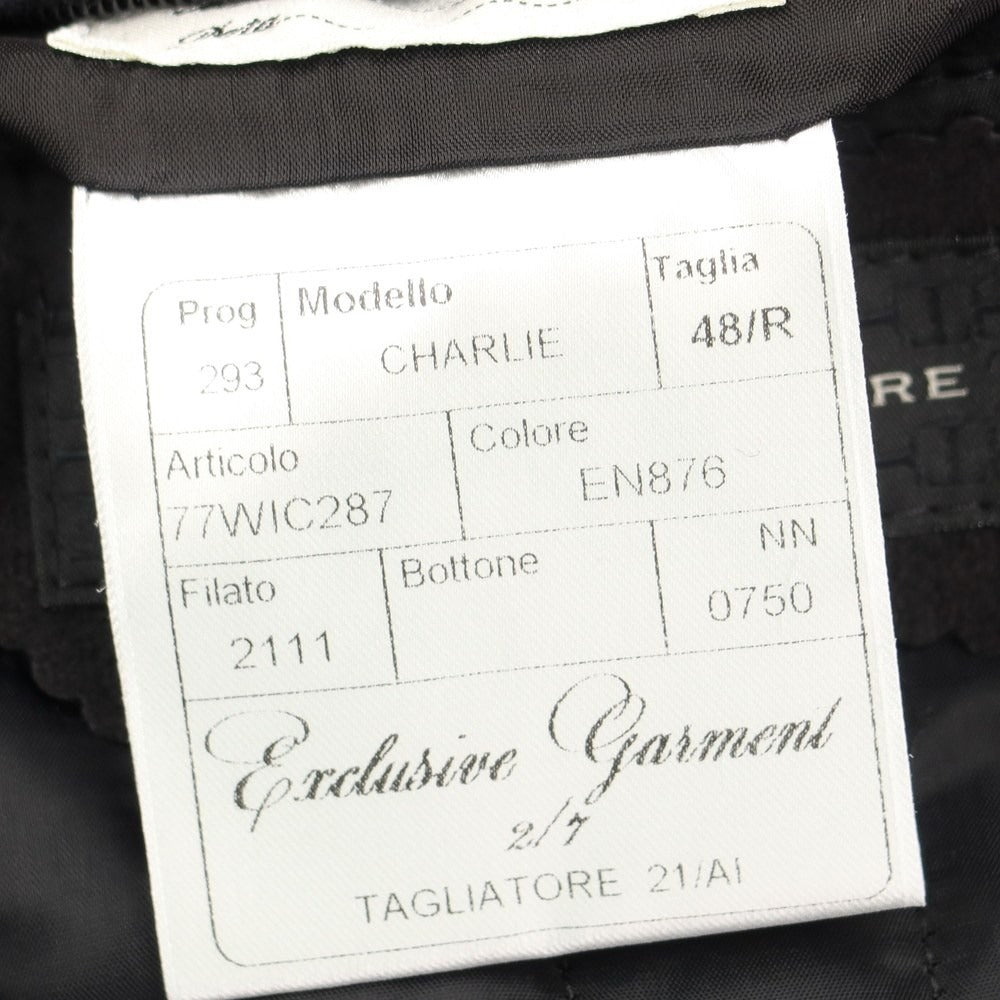 Prog Modello Taglia
293 CHARLIE 48/R
Articolo Colore
77WIC287 EN876
Filato Bottone NN
2111 0750
Exclusive Garment
2/7
TAGLIATORE 21/AI
RE